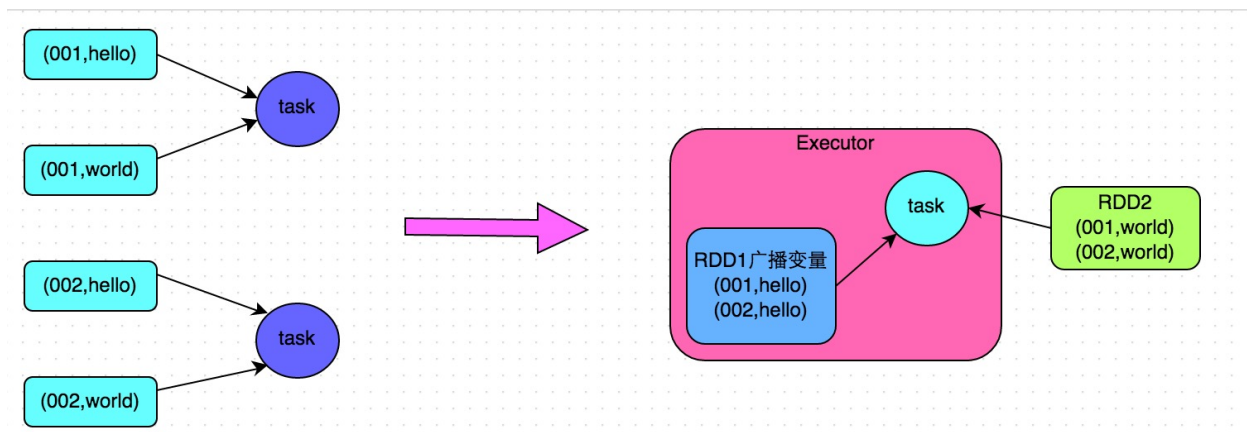 (001,hello)
task
(001,world)
(002,hello)
task
(002,world)
Executor
task
RDD1广播变量
(001,hello)
(002,hello)
RDD2
(001,world)
(002,world)